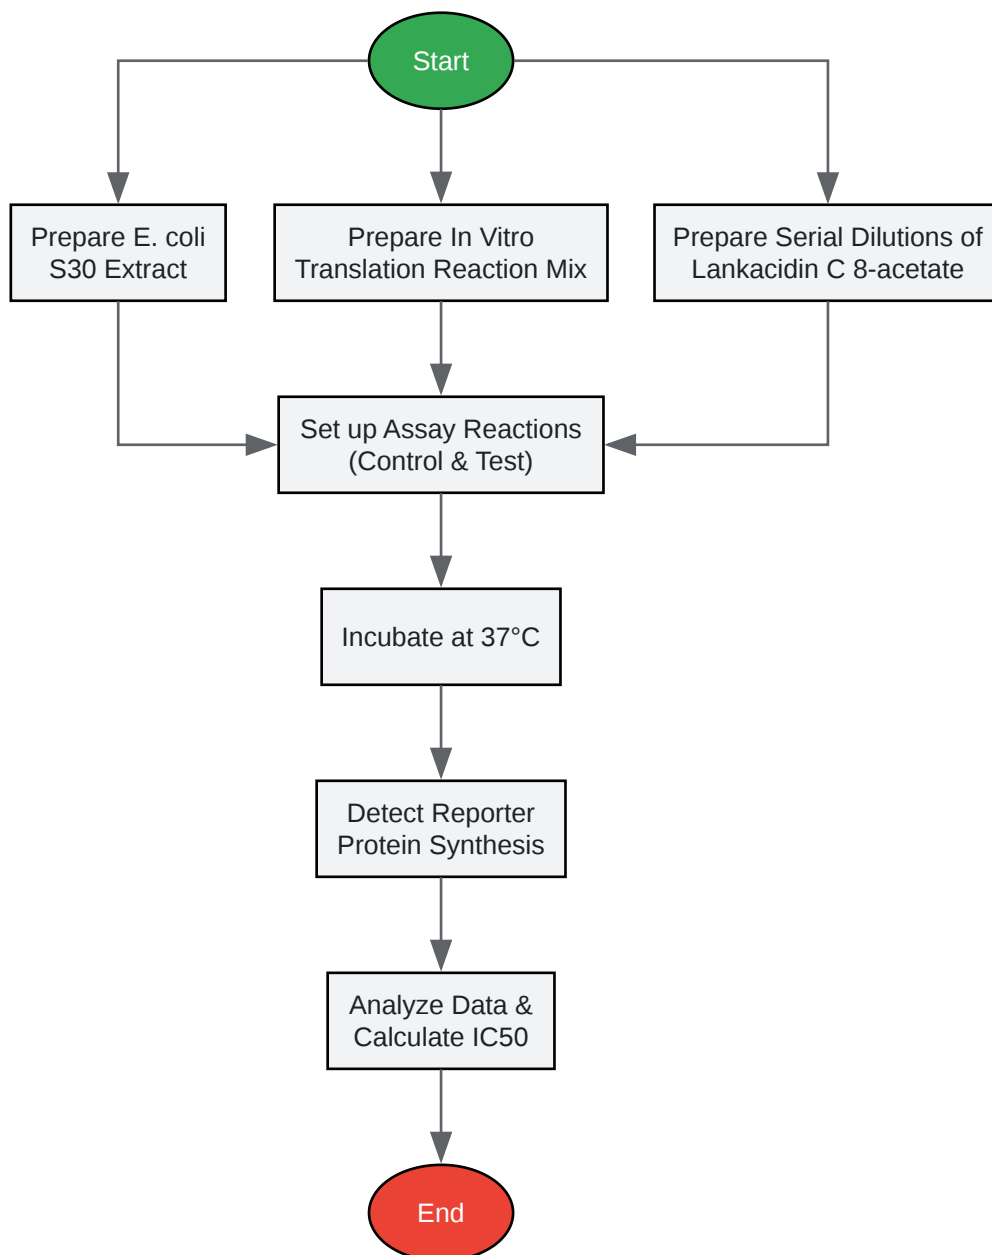 Start
Prepare E. coli
S30 Extract
Prepare In Vitro
Translation Reaction Mix
Prepare Serial Dilutions of
Lankacidin C 8-acetate
Set up Assay Reactions
(Control & Test)
Incubate at 37°C
Detect Reporter
Protein Synthesis
Analyze Data &
Calculate IC50
End